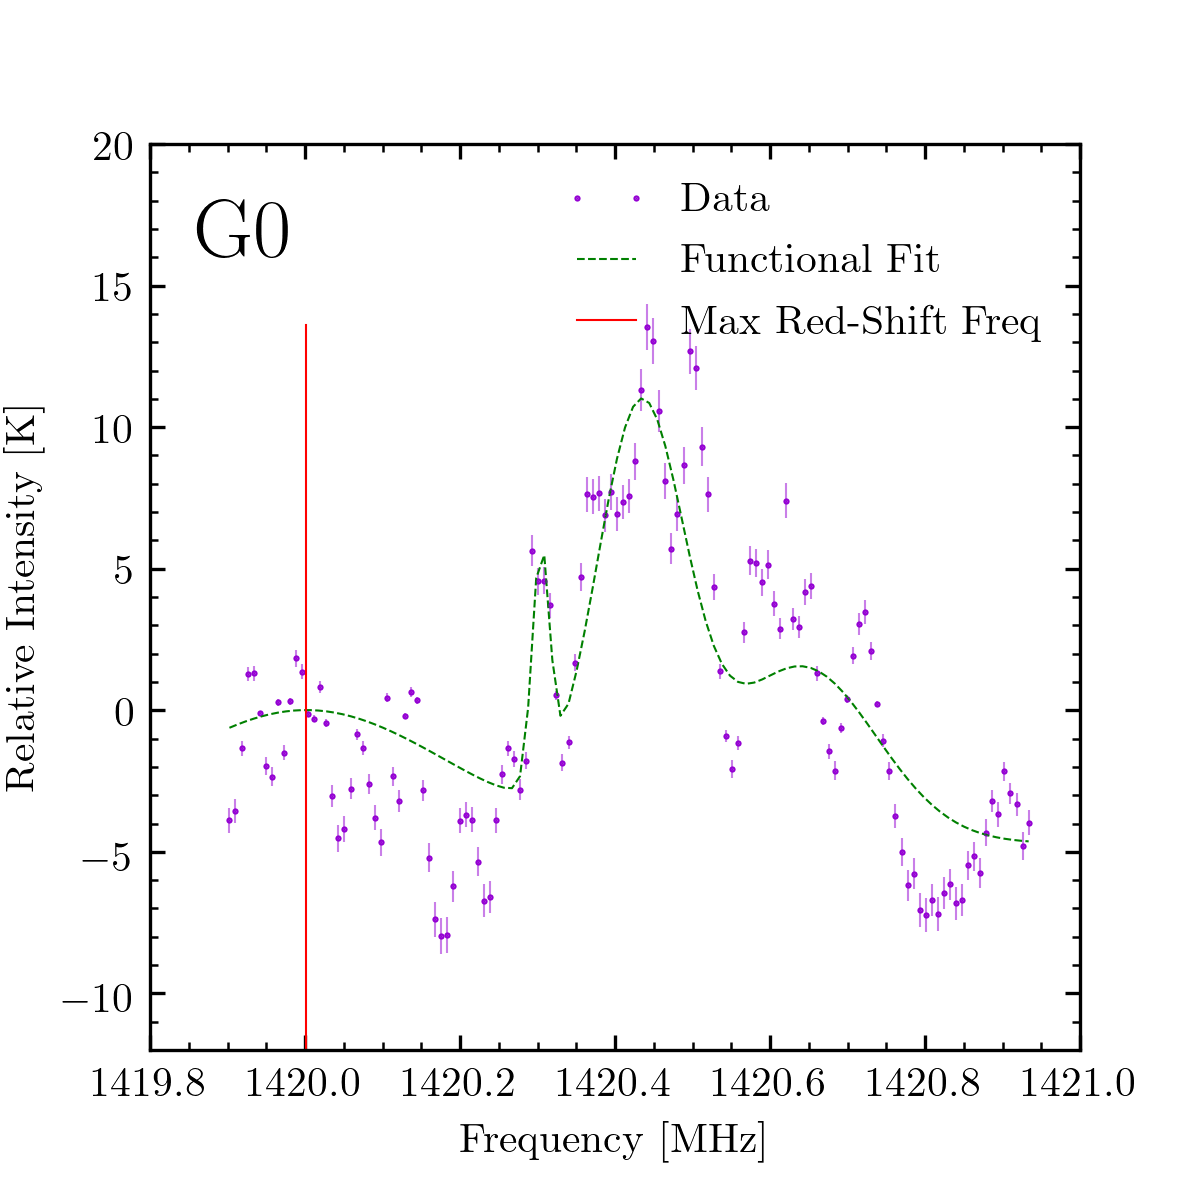 G0
Data
Functional Fit
Max Red-Shift Freq
20
15
10
5
0
−5
−10
Relative Intensity [K]
1419.8 1420.0 1420.2 1420.4 1420.6 1420.8 1421.0
Frequency [MHz]